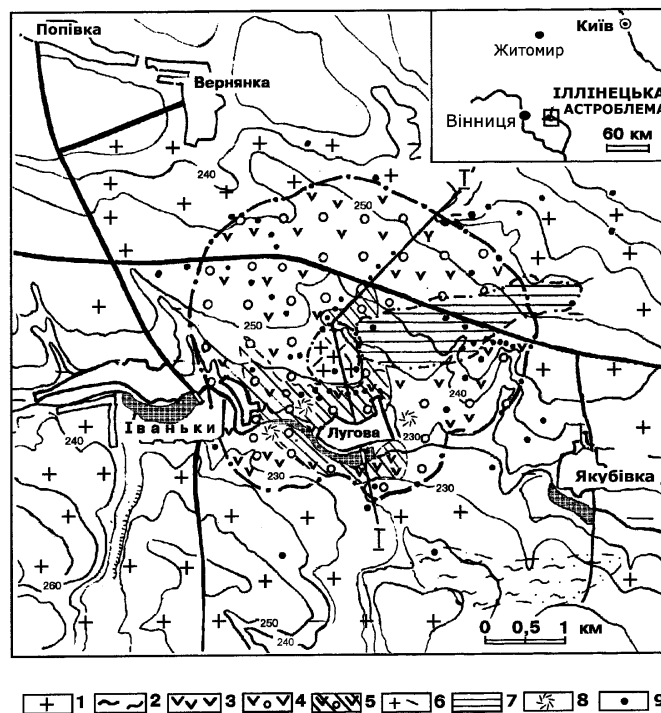 Попівка
Вернянка
Київ
Житомир
ІЛЛІНЕЦЬКА
АСТРОБЛЕМА
Вінниця
60 км
240
250
I
250
240
Іваньки
Лугова
230
240
230
230
Якубівка
I
260
250
240
0 0,5 1 км
1 2 3 4 5 6 7 8 9